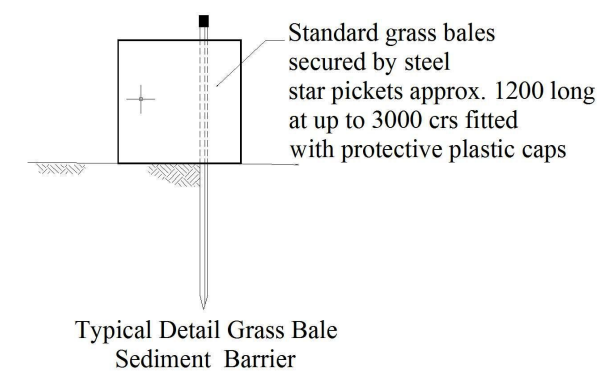 Standard grass bales
secured by steel
star pickets approx. 1200 long
at up to 3000 crs fitted
with protective plastic caps
Typical Detail Grass Bale
Sediment Barrier